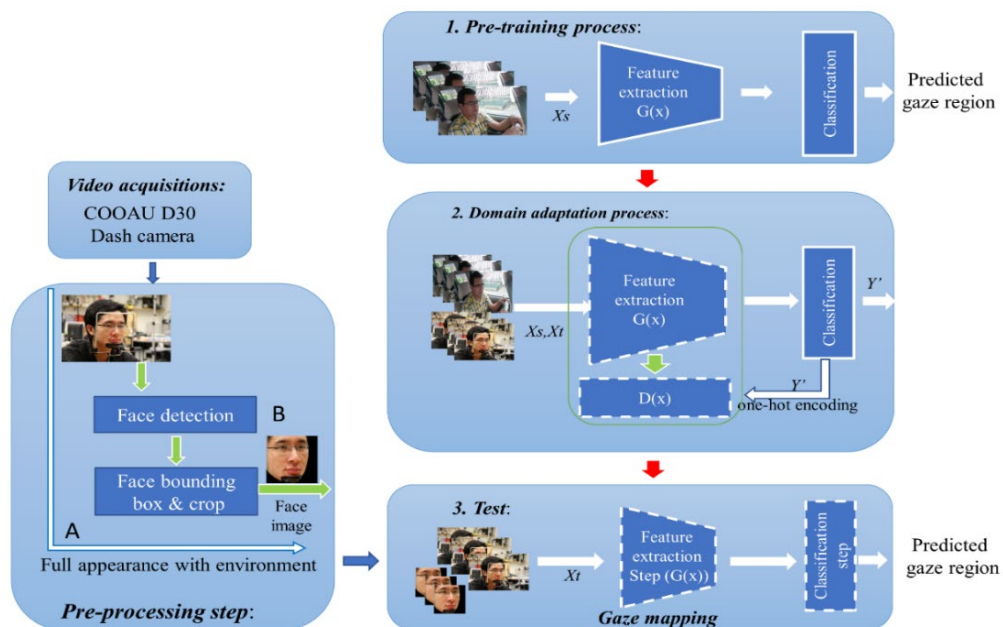 Video acquisitions:
COOAU D30
Dash camera
Face detection
B
Face bounding
box & crop
Face
image
A
Full appearance with environment
Pre-processing step:
1. Pre-training process:
Xs
Feature
extraction
G(x)
Classification
Predicted
gaze region
2. Domain adaptation process:
Xs,Xt
Feature
extraction
G(x)
D(x)
Classification
Y'
Y'
one-hot encoding
3. Test:
Xt
Feature
extraction
Step (G(x))
Classification
step
Predicted
gaze region
Gaze mapping